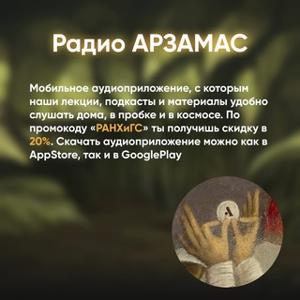 Радио АРЗАМАС
Мобильное аудиоприложение, с которым
наши лекции, подкасты и материалы удобно
слушать дома, в пробке и в космосе. По
промокоду «РАНХиГС» ты получишь скидку в
20%. Скачать аудиоприложение можно как в
AppStore, так и в GooglePlay
А